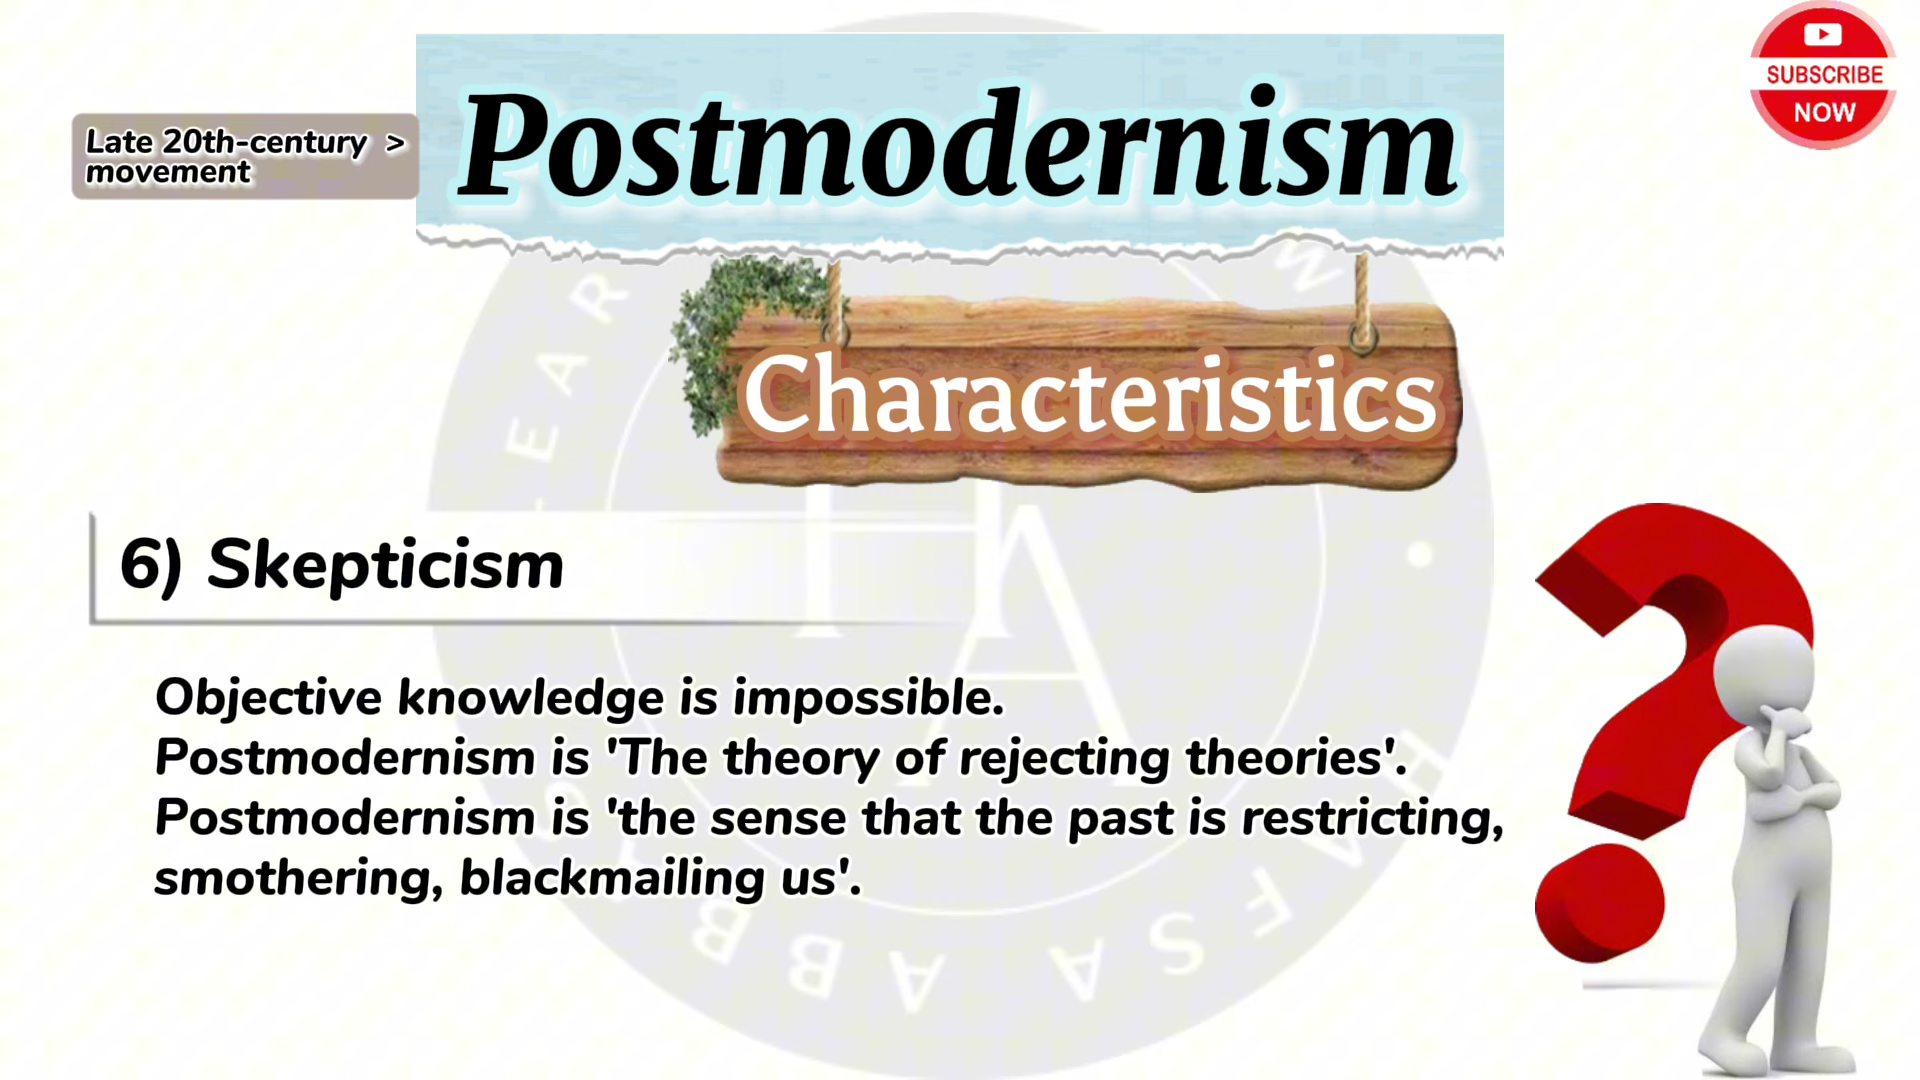 SUBSCRIBE
NOW
Late 20th-century >
movement
Postmodernism
Characteristics
6) Skepticism
Objective knowledge is impossible.
Postmodernism is 'The theory of rejecting theories'.
Postmodernism is 'the sense that the past is restricting,
smothering, blackmailing us'.